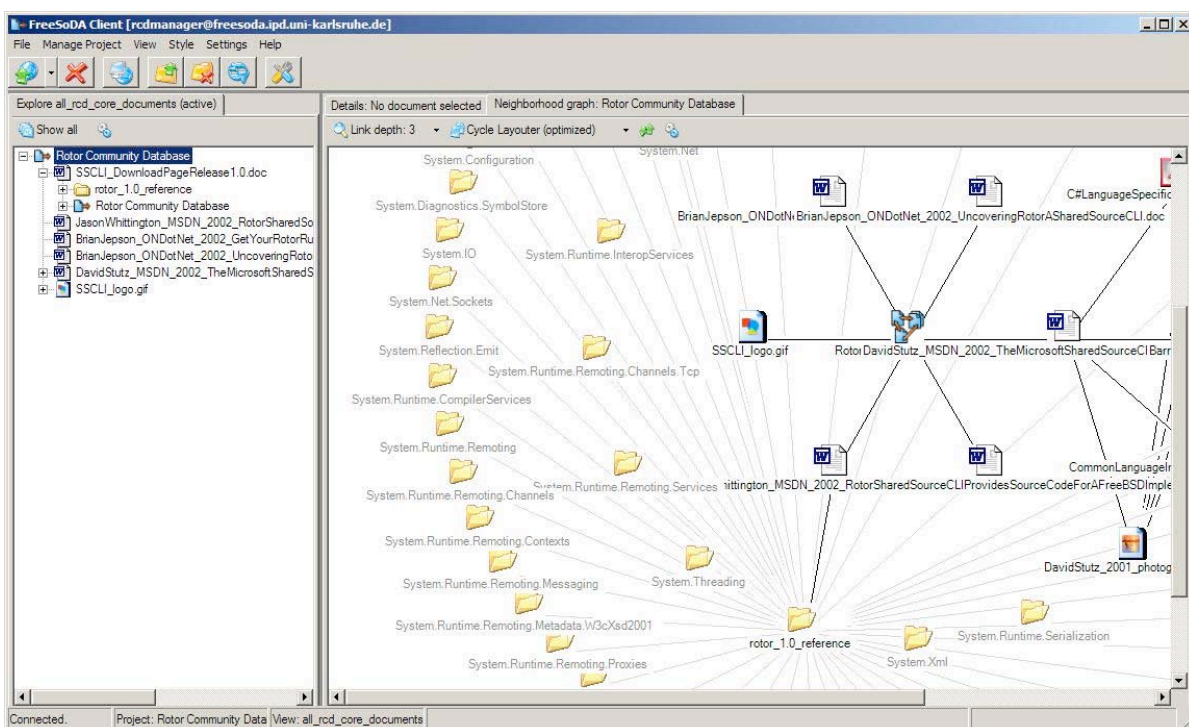 FreeSoDA Client [rcdmanager@freesoda.ipd.uni-karlsruhe.de]
File Manage Project View Style Settings Help
Explore all_rcd_core_documents (active)
Show all
Rotor Community Database
SSCLI_DownloadPageRelease1.0.doc
rotor_1.0_reference
Rotor Community Database
JasonWhittington_MSDN_2002_RotorSharedSo
BrianJepson_ONDotNet_2002_GetYourRotorRu
BrianJepson_ONDotNet_2002_UncoveringRoto
DavidStutz_MSDN_2002_TheMicrosoftSharedS
SSCLI_logo.gif
Details: No document selected Neighborhood graph: Rotor Community Database
Link depth: 3 Cycle Layouter (optimized)
System.Configuration
System.Net
C#LanguageSpecific
System.Diagnostics.SymbolStore
BrianJepson_ONDotN BrianJepson_ONDotNet_2002_UncoveringRotorASharedSourceCLI.doc
System.IO
System.Runtime.InteropServices
System.Net.Sockets
System.Reflection.Emit
SSCLI_logo.gif
Rotor DavidStutz_MSDN_2002_TheMicrosoftSharedSourceCl Barr
System.Runtime.Remoting.Channels.Tcp
System.Runtime.CompilerServices
System.Runtime.Remoting
CommonLanguageIn
System.Runtime.Remoting.Channels
System.Runtime.Remoting.Services
hittington_MSDN_2002_RotorSharedSourceCLIProvidesSourceCodeForAFreeBSDImple
System.Runtime.Remoting.Contexts
DavidStutz_2001_photog
System.Runtime.Remoting.Messaging
System.Threading
System.Runtime.Remoting.Metadata.W3cXsd2001
rotor_1.0_reference
System.Runtime.Serialization
System.Runtime.Remoting.Proxies
System.Xml
Connected. Project: Rotor Community Data View: all_rcd_core_documents